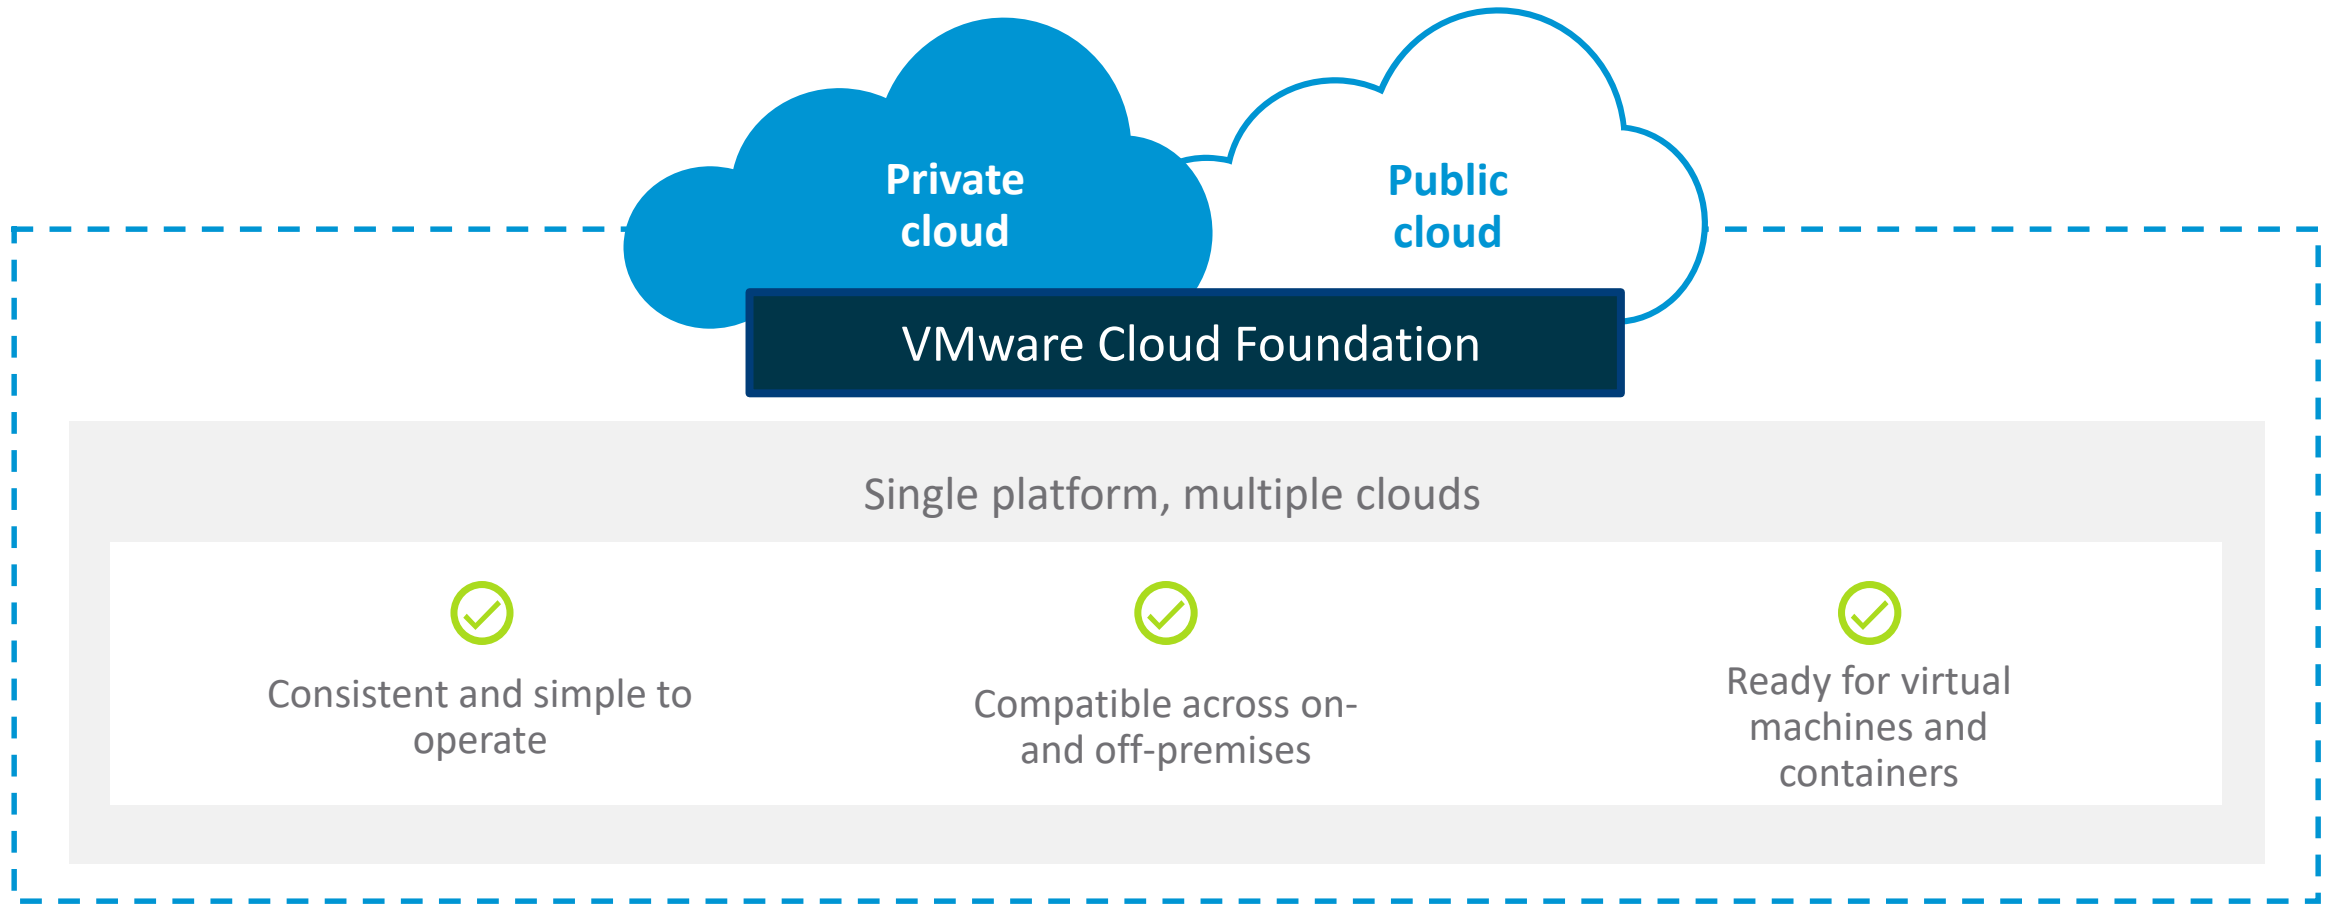 Private
cloud
Public
cloud
VMware Cloud Foundation
Single platform, multiple clouds
Consistent and simple to
operate
Compatible across on-
and off-premises
Ready for virtual
machines and
containers